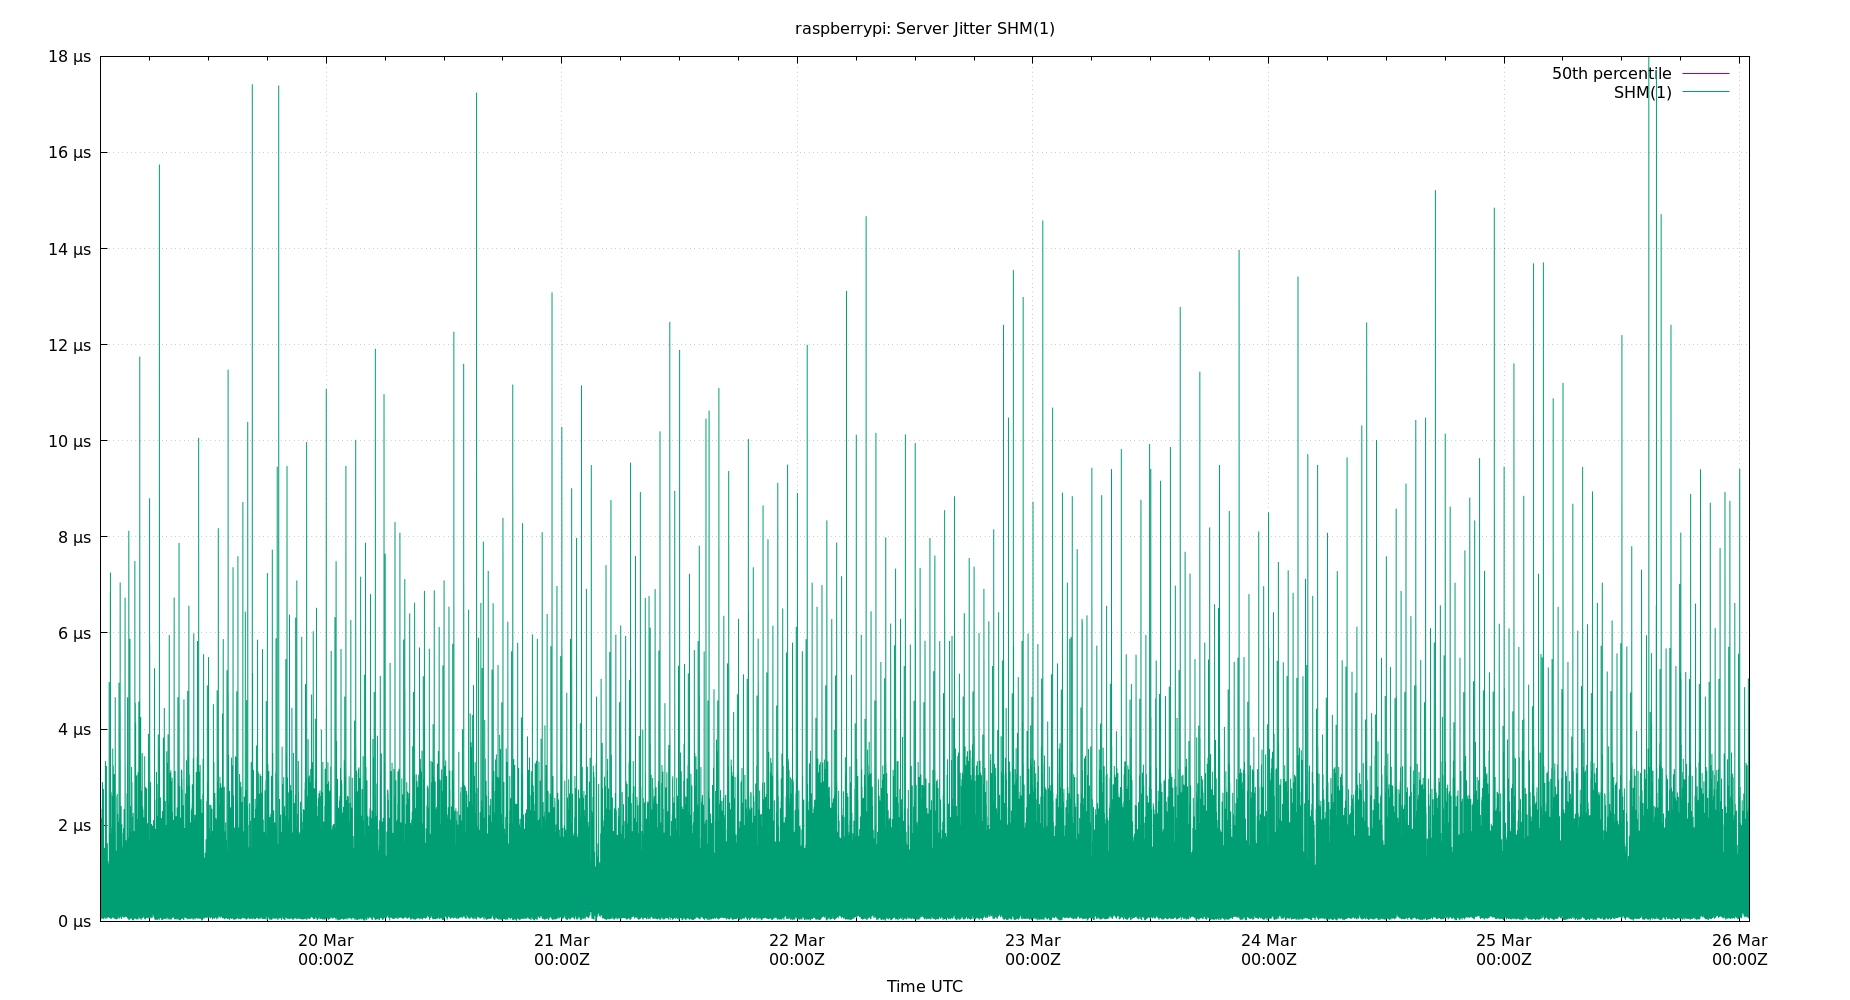 raspberrypi: Server Jitter SHM(1)
18 µs
50th percentile
SHM(1)
16 µs
14 µs
12 µs
10 µs
8 µs
6 µs
4 µs
2 µs
0 µs
20 Mar 21 Mar 22 Mar 23 Mar 24 Mar 25 Mar 26 Mar
00:00Z 00:00Z 00:00Z 00:00Z 00:00Z 00:00Z 00:00Z
Time UTC